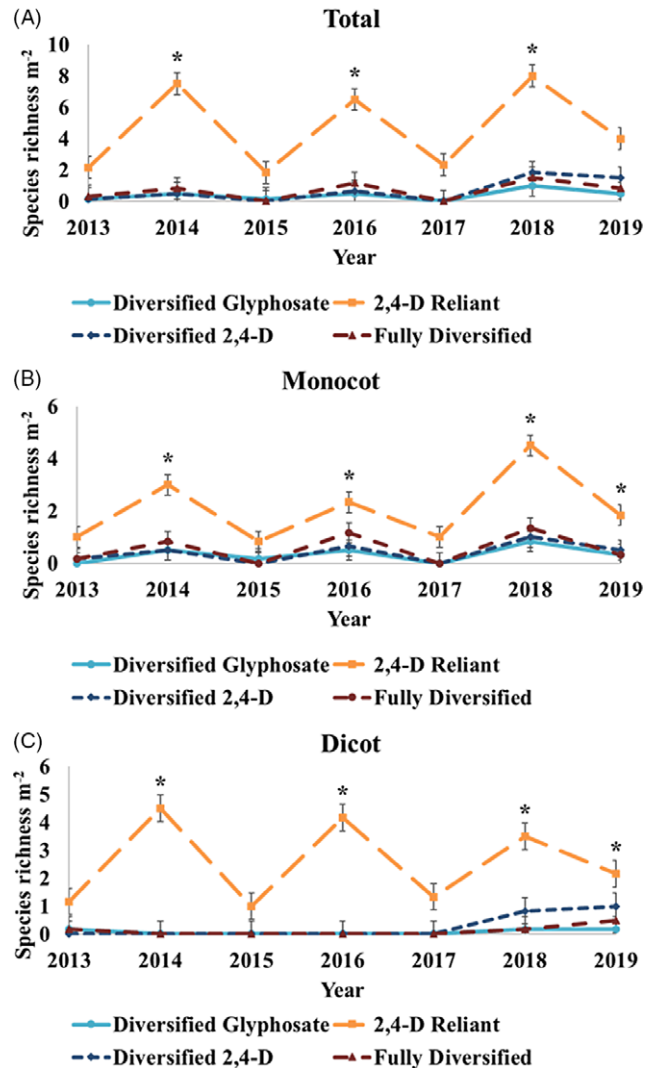 (A)
Total
Species richness m-2
10
8
6
4
2
0
*
*
*
2013 2014 2015 2016 2017 2018 2019
Year
Diversified Glyphosate 2,4-D Reliant
Diversified 2,4-D Fully Diversified
(B)
Monocot
Species richness m-2
6
4
2
0
*
*
*
*
2013 2014 2015 2016 2017 2018 2019
Year
Diversified Glyphosate 2,4-D Reliant
Diversified 2,4-D Fully Diversified
(C)
Dicot
Species richness m-2
6
5
4
3
2
1
0
*
*
*
*
2013 2014 2015 2016 2017 2018 2019
Year
Diversified Glyphosate 2,4-D Reliant
Diversified 2,4-D Fully Diversified